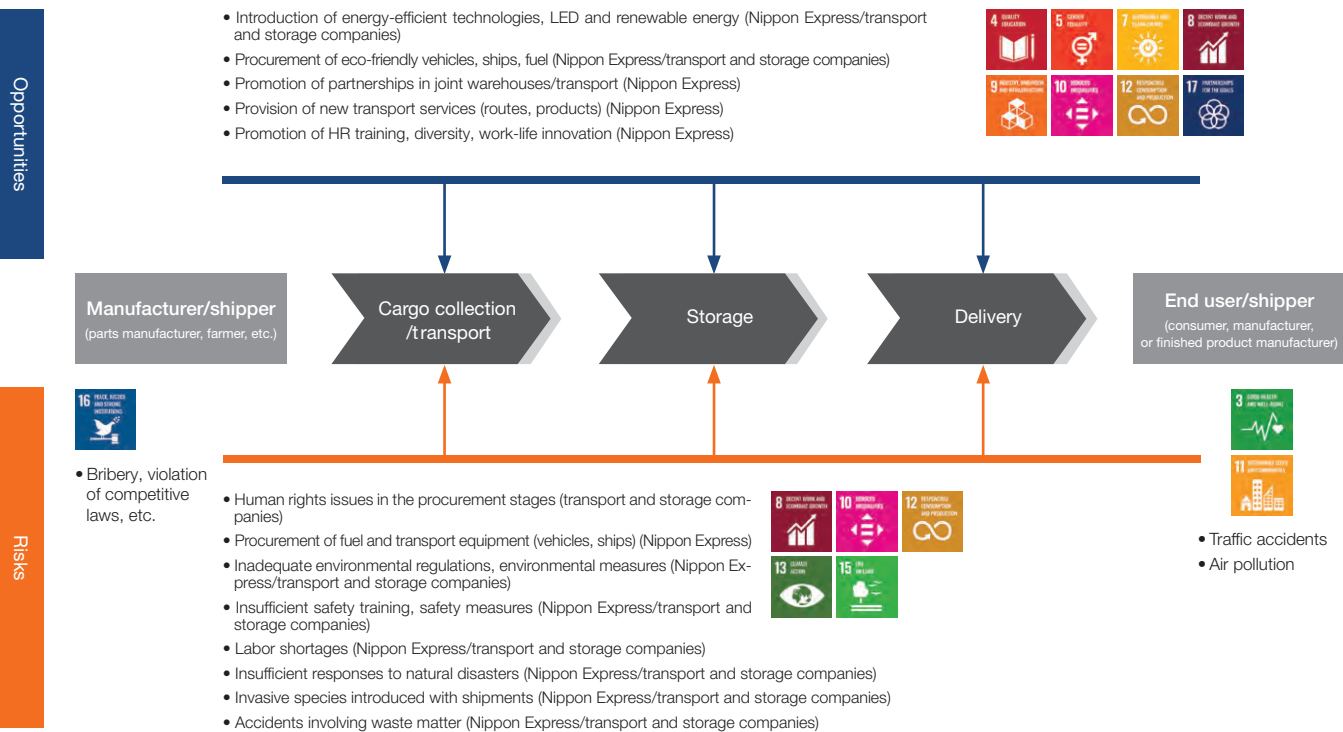 Opportunities
• Introduction of energy-efficient technologies, LED and renewable energy (Nippon Express/transport
and storage companies)
• Procurement of eco-friendly vehicles, ships, fuel (Nippon Express/transport and storage companies)
• Promotion of partnerships in joint warehouses/transport (Nippon Express)
• Provision of new transport services (routes, products) (Nippon Express)
• Promotion of HR training, diversity, work-life innovation (Nippon Express)
4 QUALITY
EDUCATION
5 GENDER
EQUALITY
7
8 DECENT WORK AND
ECONOMIC GROWTH
9 INDUSTRY, INNOVATION
AND INFRASTRUCTURE
10 REDUCED
INEQUALITIES
12 RESPONSIBLE
CONSUMPTION
AND PRODUCTION
17 PARTNERSHIPS
FOR THE GOALS
Manufacturer/shipper
(parts manufacturer, farmer, etc.)
Cargo collection
/transport
Storage
Delivery
End user/shipper
(consumer, manufacturer,
or finished product manufacturer)
Risks
16 PEACE, JUSTICE
AND STRONG
INSTITUTIONS
• Bribery, violation
of competitive
laws, etc.
• Human rights issues in the procurement stages (transport and storage com-
panies)
• Procurement of fuel and transport equipment (vehicles, ships) (Nippon Express)
• Inadequate environmental regulations, environmental measures (Nippon Ex-
press/transport and storage companies)
• Insufficient safety training, safety measures (Nippon Express/transport and
storage companies)
• Labor shortages (Nippon Express/transport and storage companies)
• Insufficient responses to natural disasters (Nippon Express/transport and storage companies)
• Invasive species introduced with shipments (Nippon Express/transport and storage companies)
• Accidents involving waste matter (Nippon Express/transport and storage companies)
8 DECENT WORK AND
ECONOMIC GROWTH
10 REDUCED
INEQUALITIES
12 RESPONSIBLE
CONSUMPTION
AND PRODUCTION
13 CLIMATE
ACTION
15 LIFE
ON LAND
3 GOOD HEALTH
AND WELL-BEING
11 SUSTAINABLE CITIES
AND COMMUNITIES
• Traffic accidents
• Air pollution